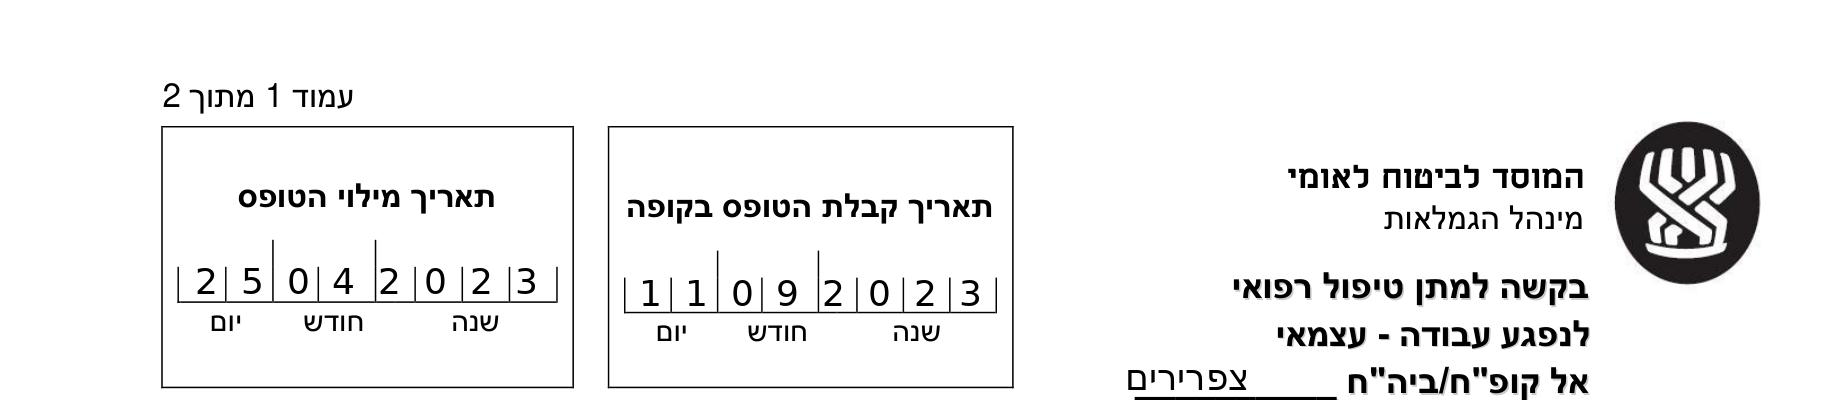 עמוד 1 מתוך 2
המוסד לביטוח לאומי
מינהל הגמלאות
בקשה למתן טיפול רפואי
לנפגע עבודה - עצמאי
אל קופ"ח/ביה"ח צפרירים
תאריך קבלת הטופס בקופה
1 1 0 9 2 0 2 3
יום חודש שנה
תאריך מילוי הטופס
2 5 0 4 2 0 2 3
יום חודש שנה